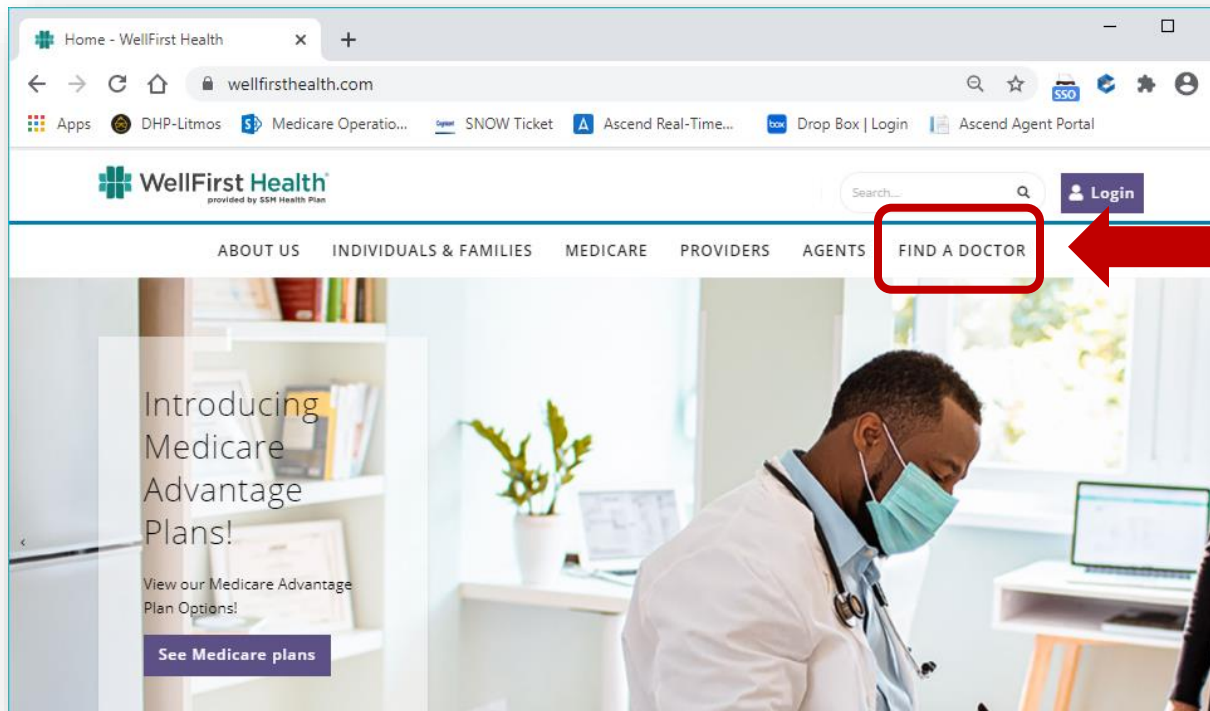 Home - WellFirst Health
wellfirsthealth.com
SSO
Apps DHP-Litmos Medicare Operatio... SNOW Ticket Ascend Real-Time... box Drop Box | Login Ascend Agent Portal
WellFirst Health
provided by SSM Health Plan
Search...
Login
ABOUT US INDIVIDUALS & FAMILIES MEDICARE PROVIDERS AGENTS FIND A DOCTOR
Introducing
Medicare
Advantage
Plans!
View our Medicare Advantage
Plan Options!
See Medicare plans